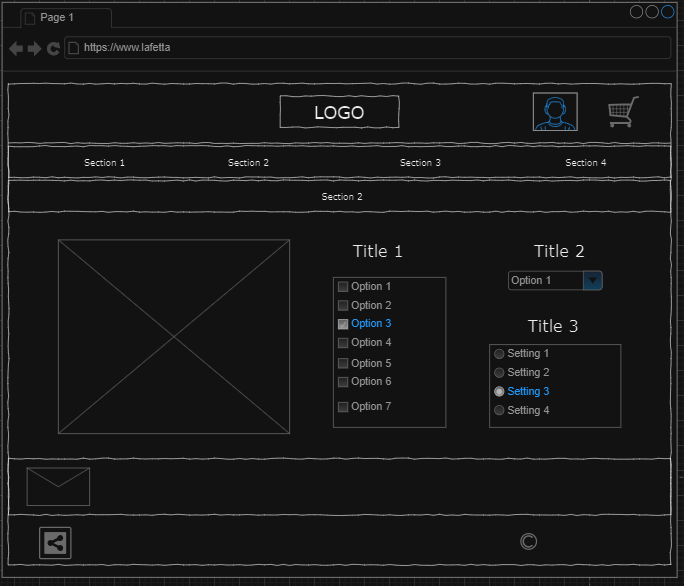 Page 1
https://www.lafetta
LOGO
Section 1
Section 2
Section 3
Section 4
Section 2
Title 1
Option 1
Option 2
Option 3
Option 4
Option 5
Option 6
Option 7
Title 2
Option 1
Title 3
Setting 1
Setting 2
Setting 3
Setting 4
©